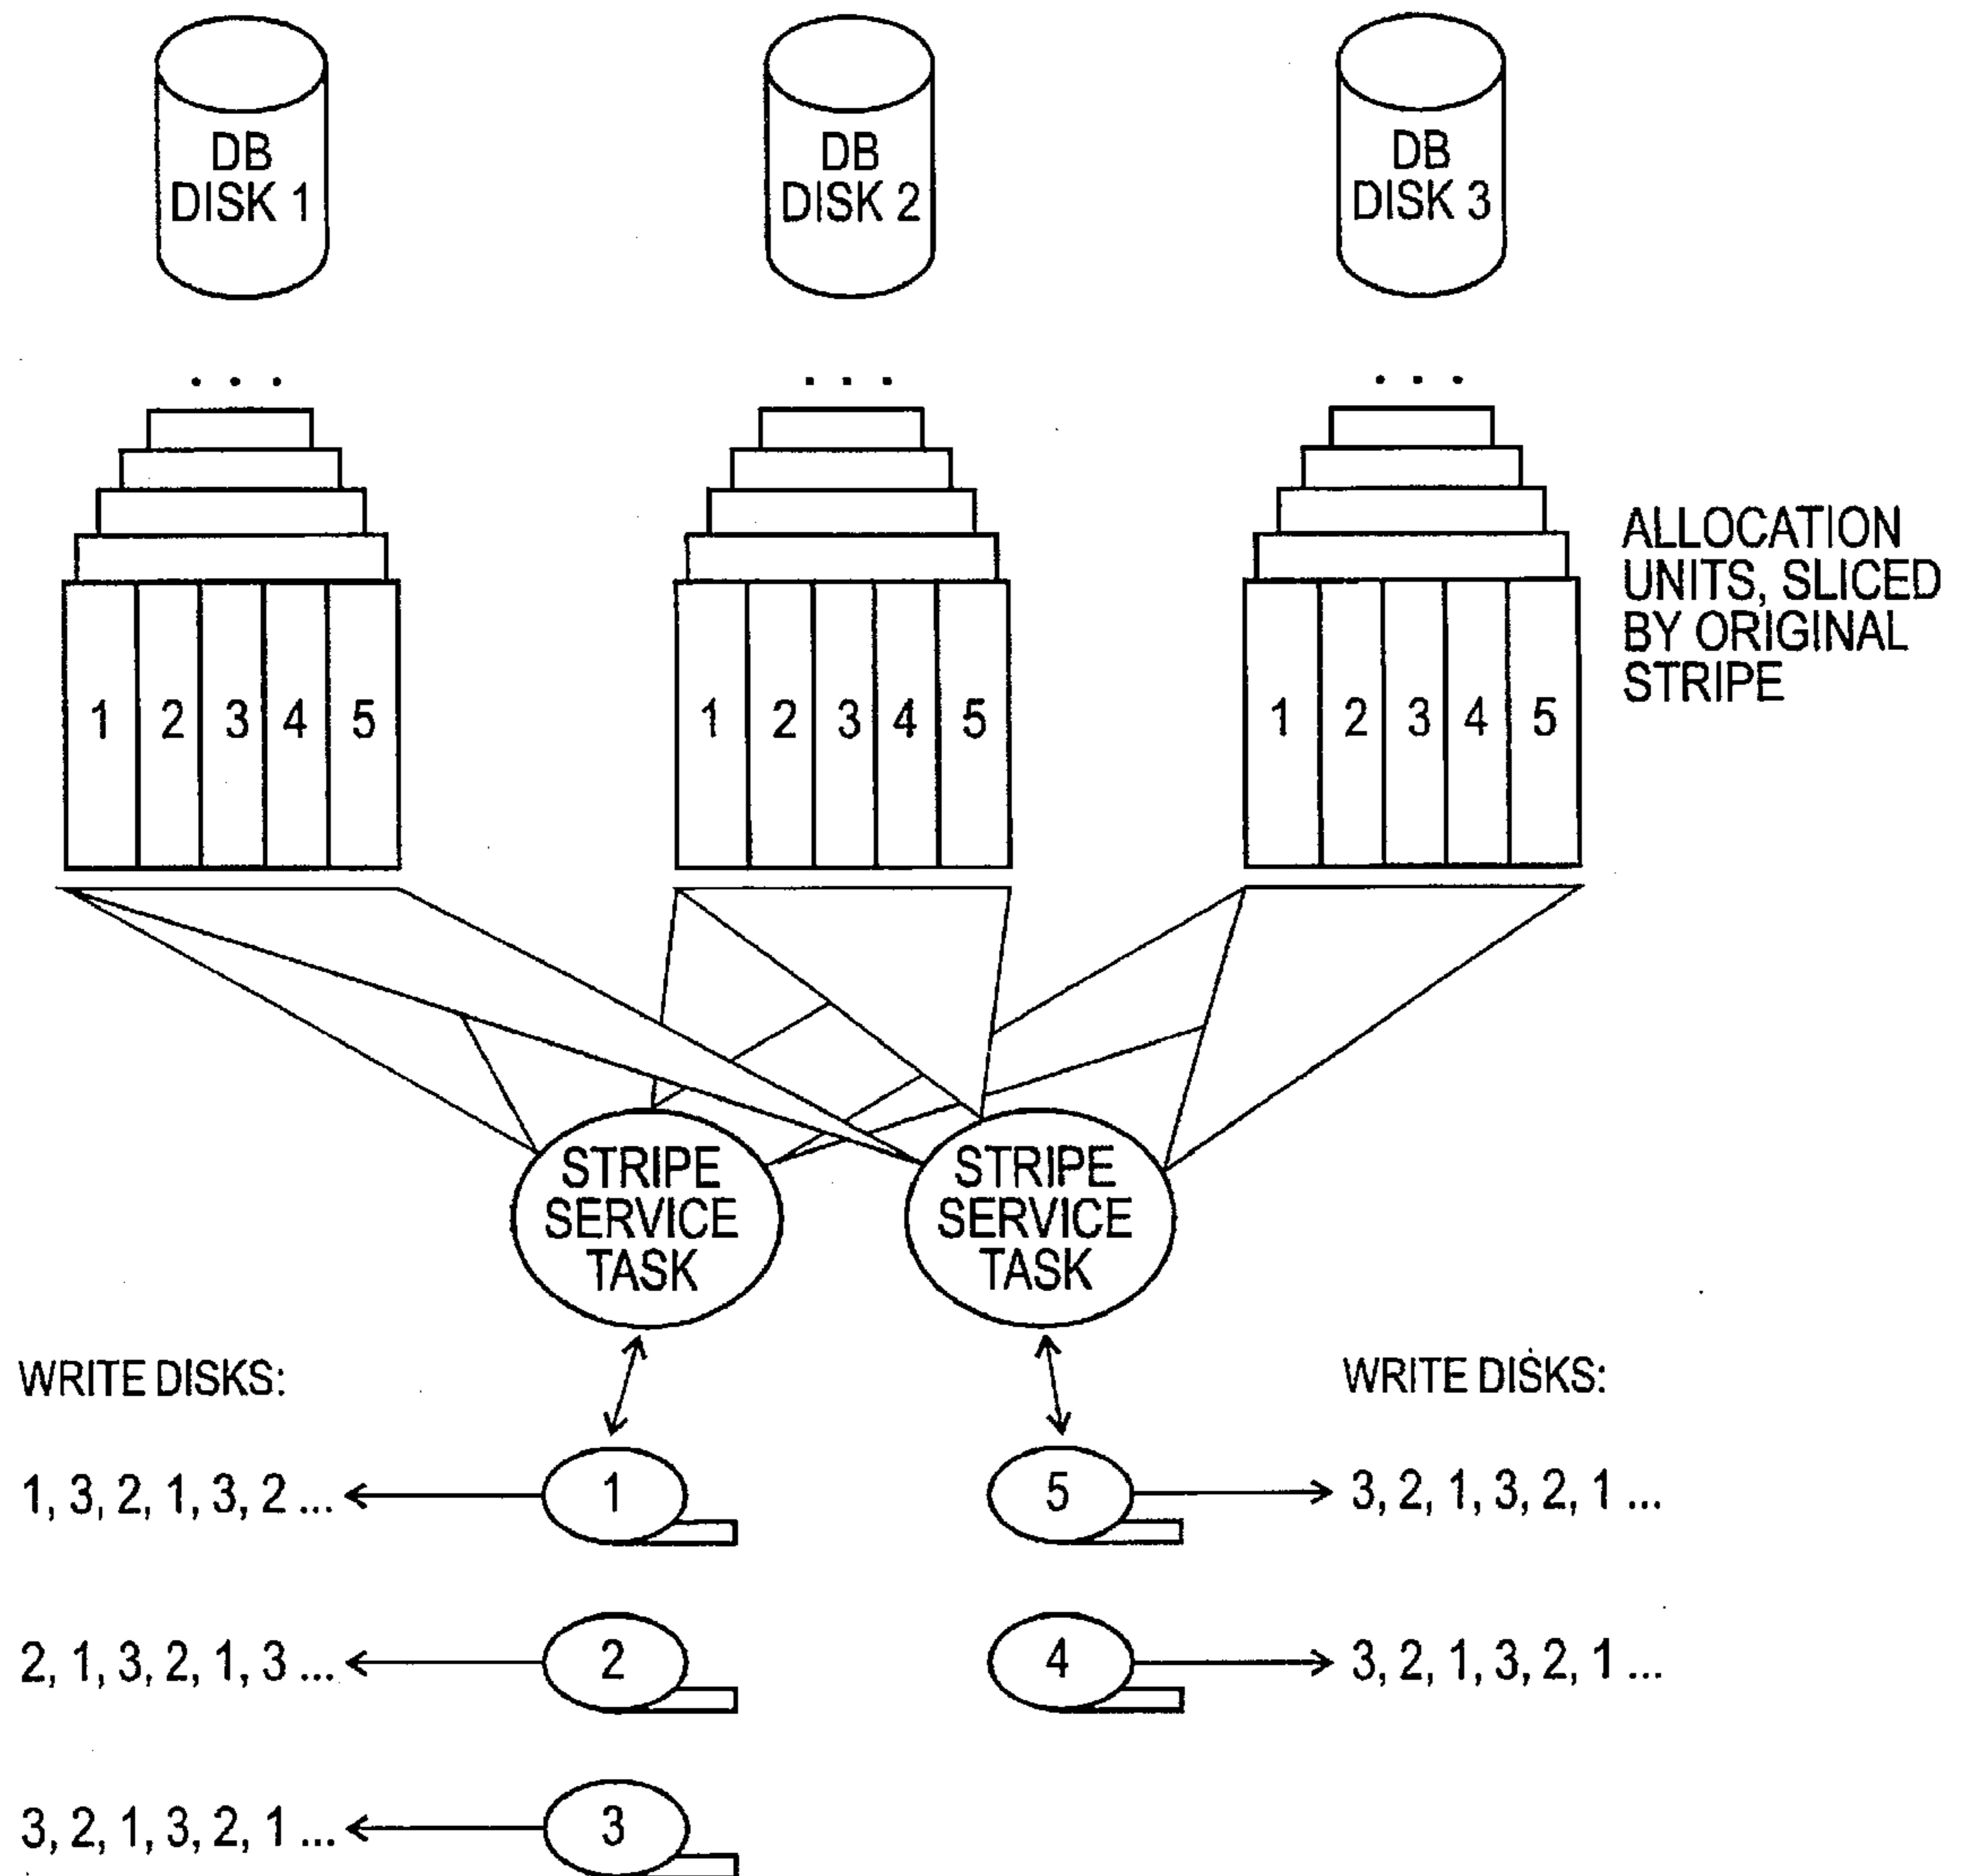 DB
DISK 1
DB
DISK 2
DB
DISK 3
. . .
. . .
. . .
1 2 3 4 5
1 2 3 4 5
1 2 3 4 5
ALLOCATION
UNITS, SLICED
BY ORIGINAL
STRIPE
STRIPE
SERVICE
TASK
STRIPE
SERVICE
TASK
WRITE DISKS:
WRITE DISKS:
1, 3, 2, 1, 3, 2 ...
1
5
3, 2, 1, 3, 2, 1 ...
2, 1, 3, 2, 1, 3 ...
2
4
3, 2, 1, 3, 2, 1 ...
3, 2, 1, 3, 2, 1 ...
3